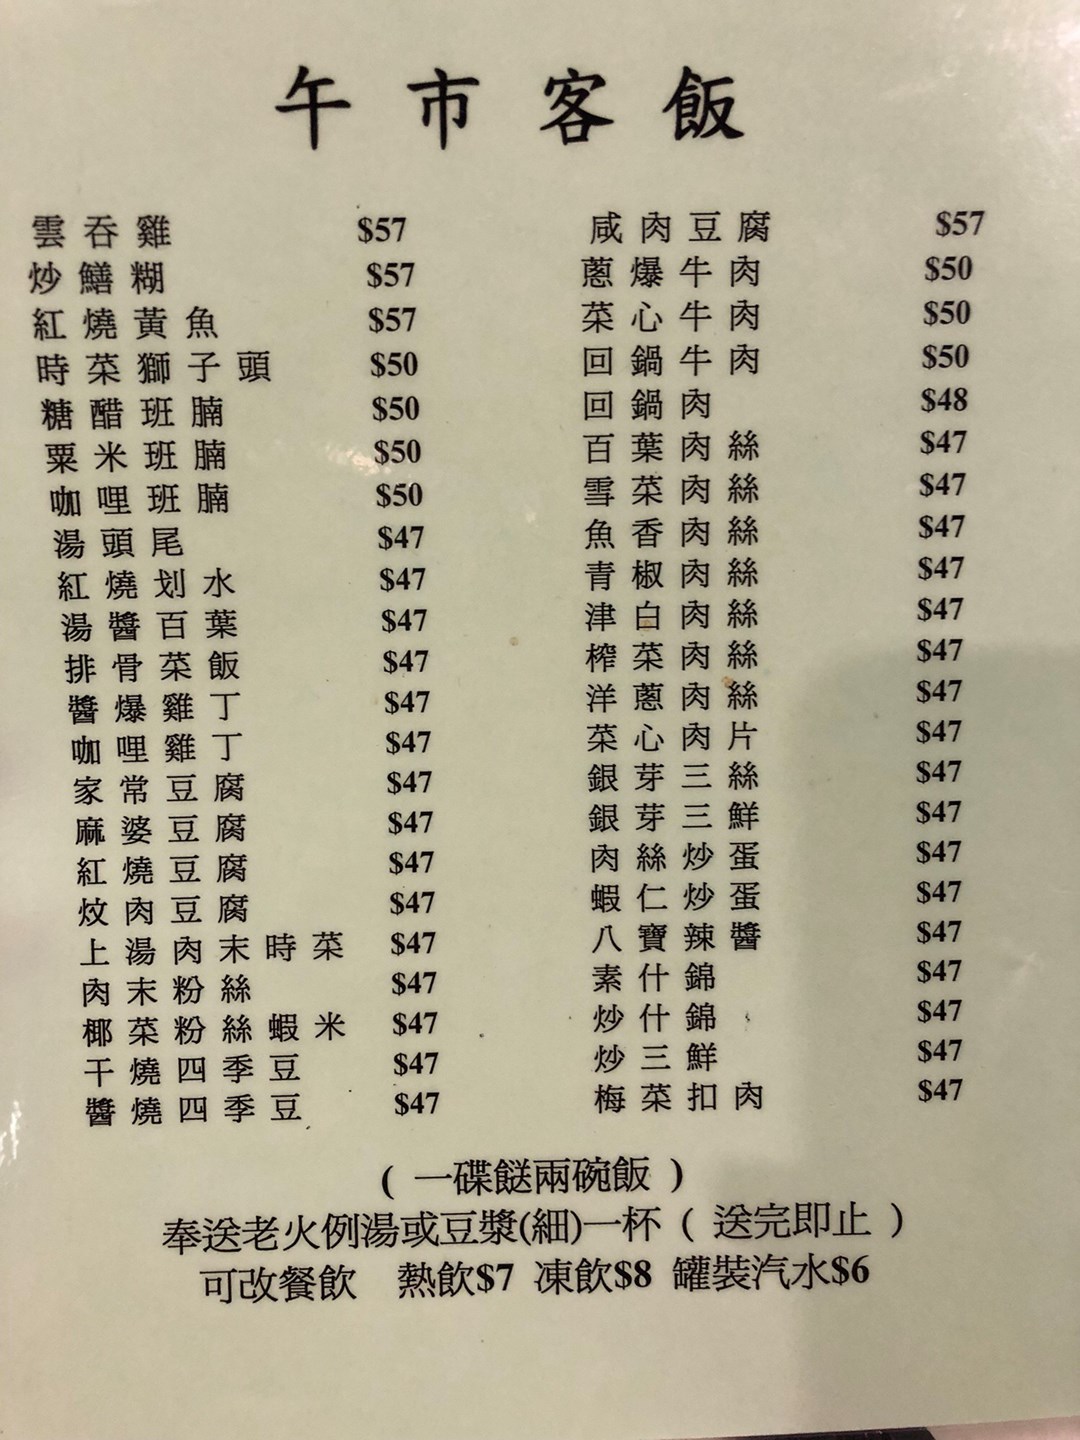 午市客飯
雲吞雞 $57
炒鱔糊 $57
紅燒黃魚 $57
時菜獅子頭 $50
糖醋班腩 $50
粟米班腩 $50
咖哩班腩 $50
湯頭尾 $47
紅燒划水 $47
湯醬百葉 $47
排骨菜飯 $47
醬爆雞丁 $47
咖哩雞丁 $47
家常豆腐 $47
麻婆豆腐 $47
紅燒豆腐 $47
炆肉豆腐 $47
上湯肉末時菜 $47
肉末粉絲 $47
椰菜粉絲蝦米 $47
干燒四季豆 $47
醬燒四季豆 $47
咸肉豆腐 $57
蔥爆牛肉 $50
菜心牛肉 $50
回鍋牛肉 $50
回鍋肉 $48
百葉肉絲 $47
雪菜肉絲 $47
魚香肉絲 $47
青椒肉絲 $47
津白肉絲 $47
榨菜肉絲 $47
洋蔥肉絲 $47
菜心肉片 $47
銀芽三絲 $47
銀芽三鮮 $47
肉絲炒蛋 $47
蝦仁炒蛋 $47
八寶辣醬 $47
素什錦 $47
炒什錦 $47
炒三鮮 $47
梅菜扣肉 $47
( 一碟餸兩碗飯 )
奉送老火例湯或豆漿(細)一杯 ( 送完即止 )
可改餐飲 熱飲$7 凍飲$8 罐裝汽水$6